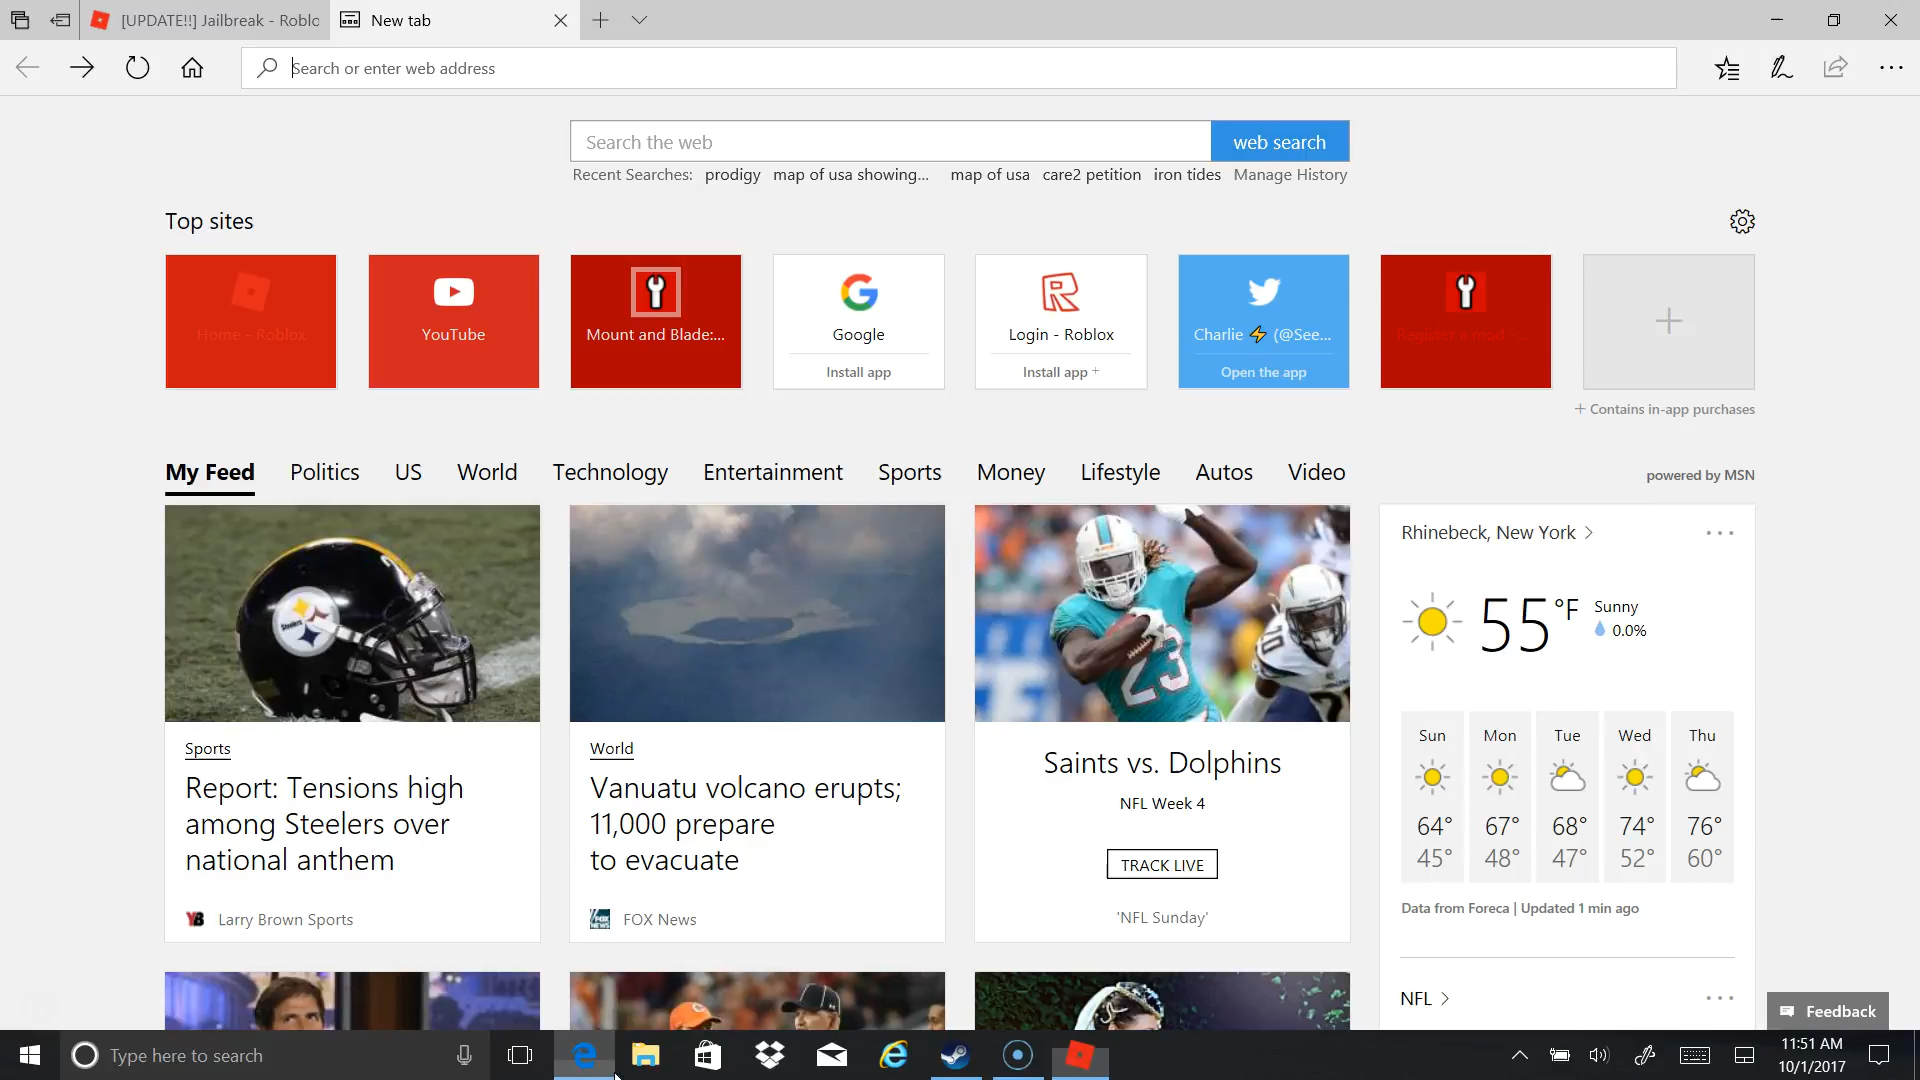 [UPDATE!!] Jailbreak - Roblo
New tab
Search or enter web address
Search the web
web search
Recent Searches: prodigy map of usa showing... map of usa care2 petition iron tides Manage History
Top sites
Home - Roblox
YouTube
Mount and Blade:...
Google
Install app
Login - Roblox
Install app +
Charlie ⚡ (@See...
Open the app
Register a mod -...
+ Contains in-app purchases
My Feed Politics US World Technology Entertainment Sports Money Lifestyle Autos Video
powered by MSN
Steelers
Sports
Report: Tensions high
among Steelers over
national anthem
YB Larry Brown Sports
World
Vanuatu volcano erupts;
11,000 prepare
to evacuate
FOX News
23
Saints vs. Dolphins
NFL Week 4
TRACK LIVE
'NFL Sunday'
Rhinebeck, New York
55 °F Sunny
0.0%
Sun Mon Tue Wed Thu
64° 67° 68° 74° 76°
45° 48° 47° 52° 60°
Data from Foreca | Updated 1 min ago
NFL
Feedback
Type here to search
11:51 AM
10/1/2017